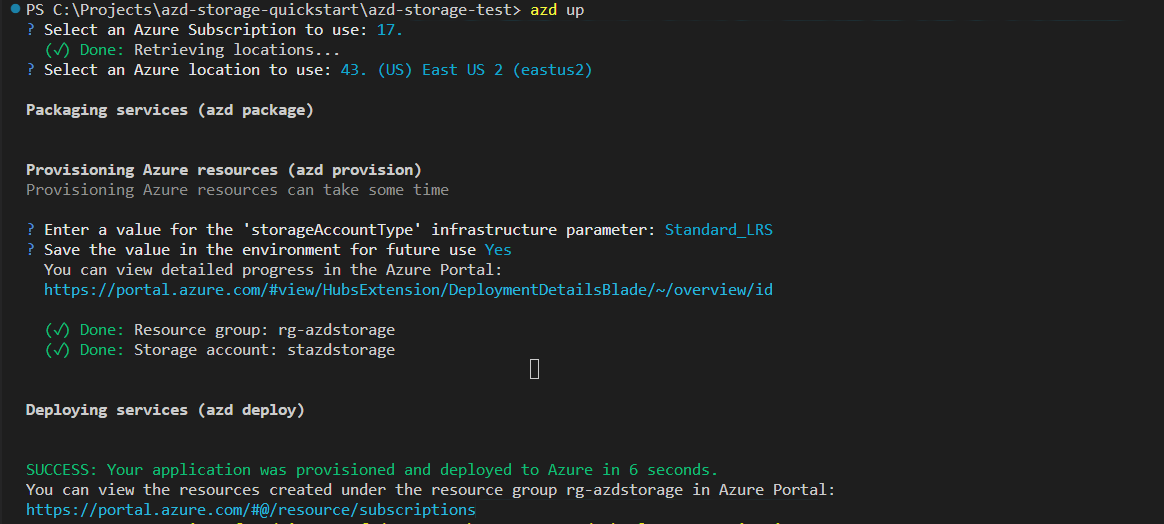 PS C:\Projects\azd-storage-quickstart\azd-storage-test> azd up
? Select an Azure Subscription to use: 17.
(✓) Done: Retrieving locations...
? Select an Azure location to use: 43. (US) East US 2 (eastus2)
Packaging services (azd package)
Provisioning Azure resources (azd provision)
Provisioning Azure resources can take some time
? Enter a value for the 'storageAccountType' infrastructure parameter: Standard_LRS
? Save the value in the environment for future use Yes
You can view detailed progress in the Azure Portal:
https://portal.azure.com/#view/HubsExtension/DeploymentDetailsBlade/~/overview/id
(✓) Done: Resource group: rg-azdstorage
(✓) Done: Storage account: stazdstorage
Deploying services (azd deploy)
SUCCESS: Your application was provisioned and deployed to Azure in 6 seconds.
You can view the resources created under the resource group rg-azdstorage in Azure Portal:
https://portal.azure.com/#@/resource/subscriptions